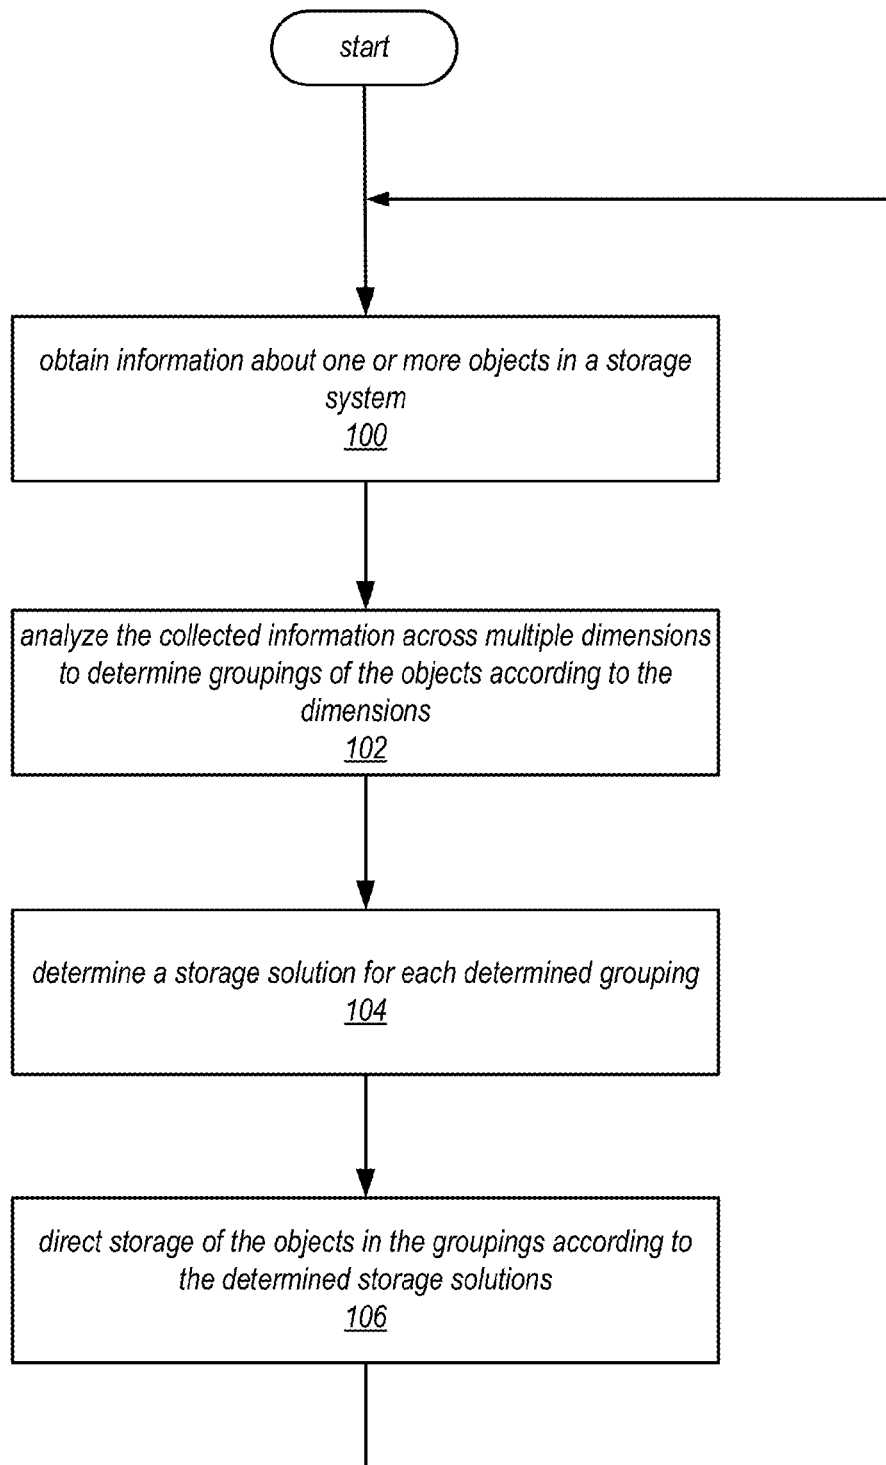 start
obtain information about one or more objects in a storage
system
100
analyze the collected information across multiple dimensions
to determine groupings of the objects according to the
dimensions
102
determine a storage solution for each determined grouping
104
direct storage of the objects in the groupings according to
the determined storage solutions
106